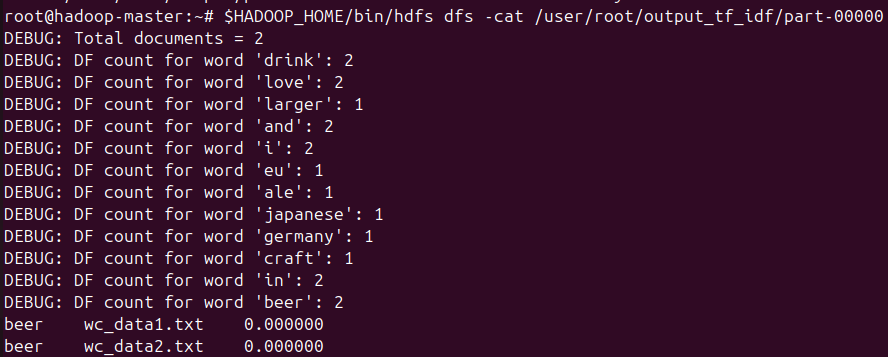 root@hadoop-master:~# $HADOOP_HOME/bin/hdfs dfs -cat /user/root/output_tf_idf/part-00000
DEBUG: Total documents = 2
DEBUG: DF count for word 'drink': 2
DEBUG: DF count for word 'love': 2
DEBUG: DF count for word 'larger': 1
DEBUG: DF count for word 'and': 2
DEBUG: DF count for word 'i': 2
DEBUG: DF count for word 'eu': 1
DEBUG: DF count for word 'ale': 1
DEBUG: DF count for word 'japanese': 1
DEBUG: DF count for word 'germany': 1
DEBUG: DF count for word 'craft': 1
DEBUG: DF count for word 'in': 2
DEBUG: DF count for word 'beer': 2
beer    wc_data1.txt    0.000000
beer    wc_data2.txt    0.000000